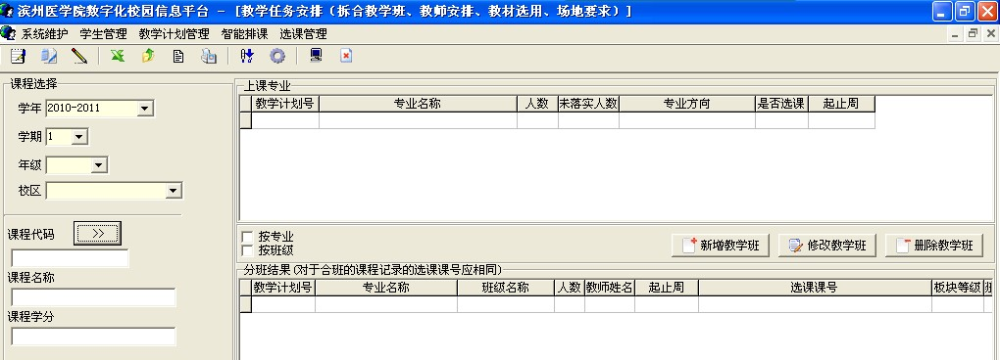 滨州医学院数字化校园信息平台 - [教学任务安排（拆合教学班、教师安排、教材选用、场地要求）]
系统维护 学生管理 教学计划管理 智能排课 选课管理
课程选择
学年 2010-2011
学期 1
年级
校区
课程代码 >>
课程名称
课程学分
上课专业
教学计划号 专业名称 人数 未落实人数 专业方向 是否选课 起止周
按专业
按班级
新增教学班 修改教学班 删除教学班
分班结果(对于合班的课程记录的选课课号应相同)
教学计划号 专业名称 班级名称 人数 教师姓名 起止周 选课课号 板块等级